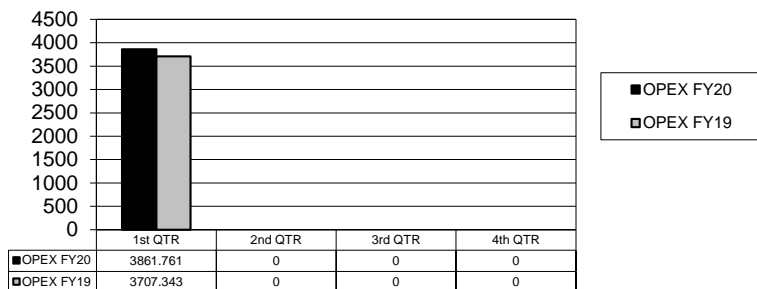 4500
4000
3500
3000
2500
2000
1500
1000
500
0
OPEX FY20
OPEX FY19
1st QTR 2nd QTR 3rd QTR 4th QTR
OPEX FY20 3861.761 0 0 0
OPEX FY19 3707.343 0 0 0